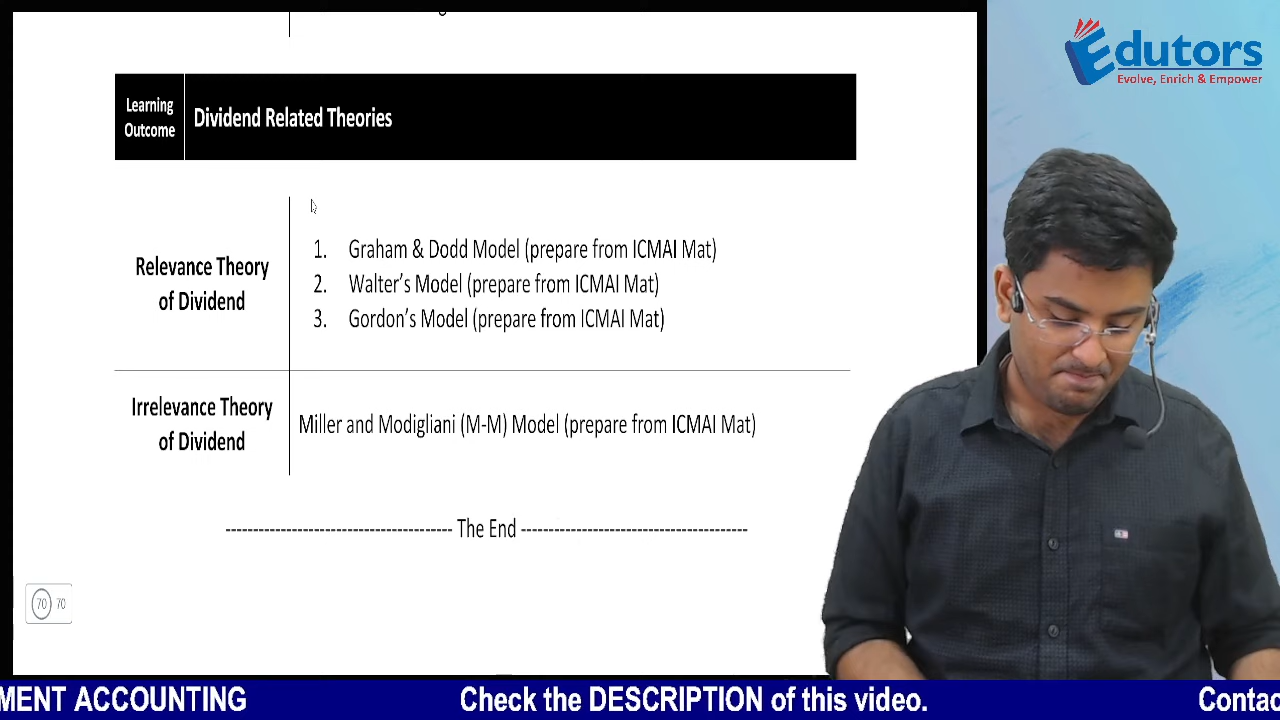 Edutors
Evolve, Enrich & Empower
Learning
Outcome
Dividend Related Theories
Relevance Theory
of Dividend
1. Graham & Dodd Model (prepare from ICMAI Mat)
2. Walter's Model (prepare from ICMAI Mat)
3. Gordon's Model (prepare from ICMAI Mat)
Irrelevance Theory
of Dividend
Miller and Modigliani (M-M) Model (prepare from ICMAI Mat)
----------------------------------------- The End -----------------------------------------
70 70
MENT ACCOUNTING Check the DESCRIPTION of this video. Contac